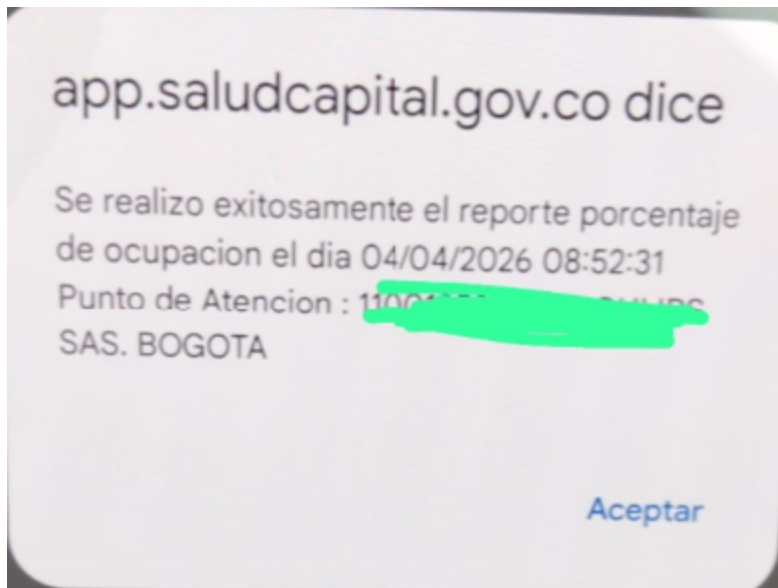 app.saludcapital.gov.co dice
Se realizo exitosamente el reporte porcentaje
de ocupacion el dia 04/04/2026 08:52:31
Punto de Atencion :
SAS. BOGOTA
Aceptar